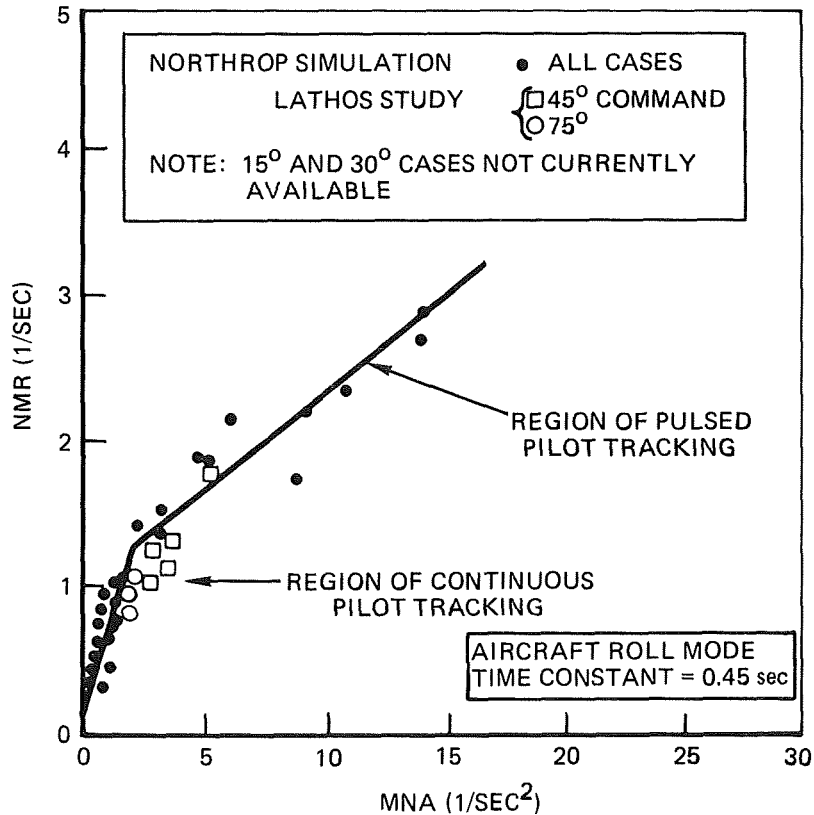 5
NORTHROP SIMULATION ● ALL CASES
LATHOS STUDY { □ 45° COMMAND
○ 75°
NOTE: 15° AND 30° CASES NOT CURRENTLY
AVAILABLE
4
3
NMR (1/SEC)
REGION OF PULSED
PILOT TRACKING
2
1
REGION OF CONTINUOUS
PILOT TRACKING
AIRCRAFT ROLL MODE
TIME CONSTANT = 0.45 sec
0
0 5 10 15 20 25 30
MNA (1/SEC²)